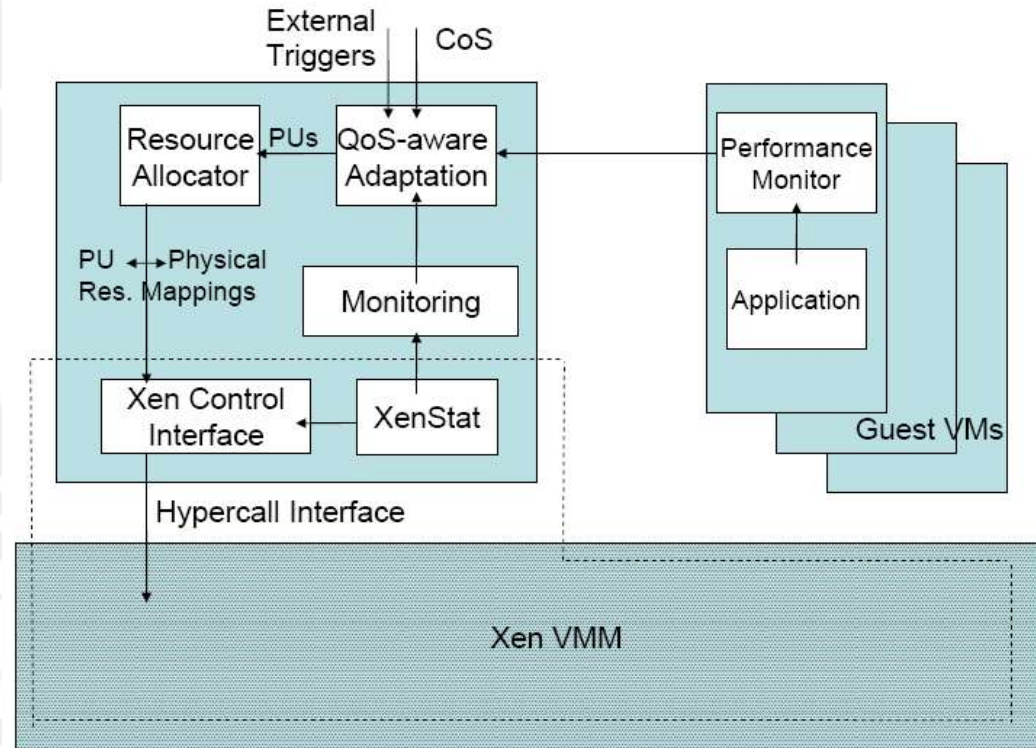 External
Triggers
CoS
Resource
Allocator
PUs
QoS-aware
Adaptation
Performance
Monitor
PU Physical
Res. Mappings
Monitoring
Application
Xen Control
Interface
XenStat
Guest VMs
Hypercall Interface
Xen VMM